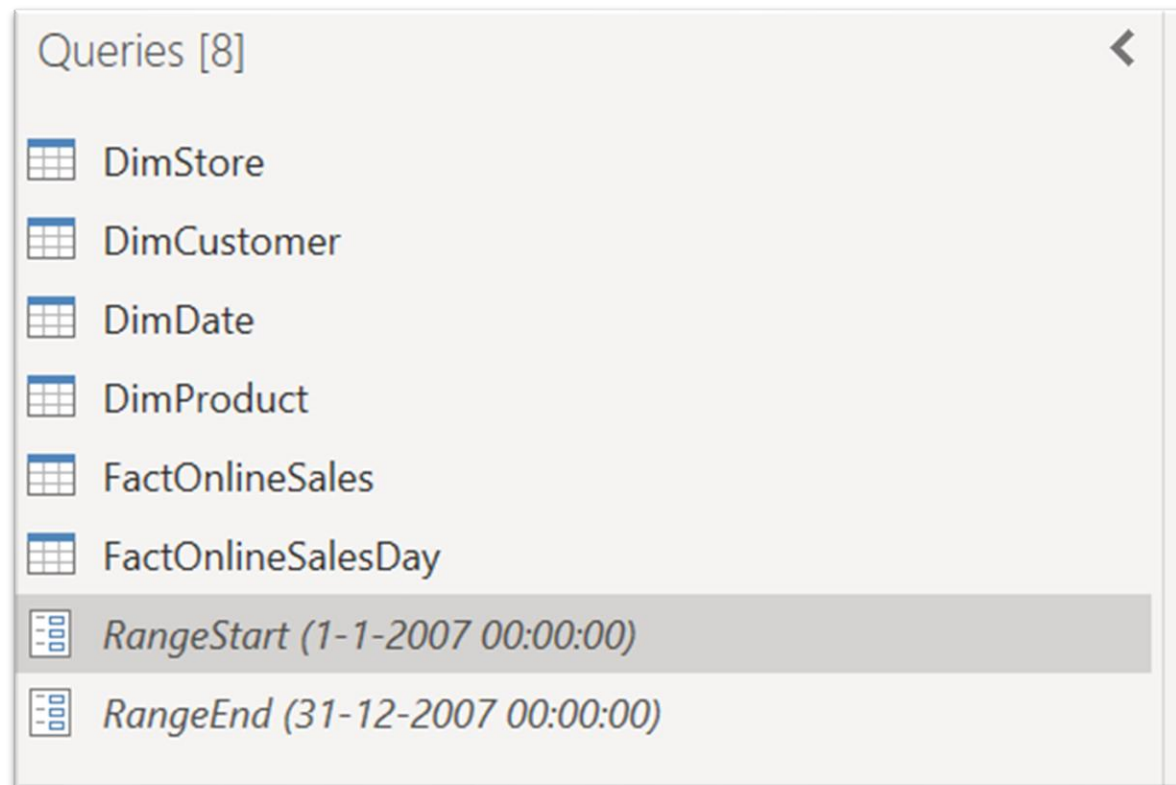 Queries [8]
DimStore
DimCustomer
DimDate
DimProduct
FactOnlineSales
FactOnlineSalesDay
RangeStart (1-1-2007 00:00:00)
RangeEnd (31-12-2007 00:00:00)